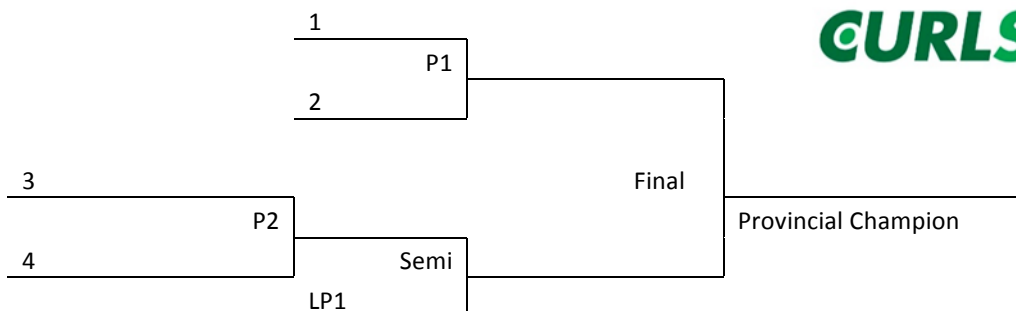 1
CURLS
P1
2
3
Final
P2
Provincial Champion
4
Semi
LP1